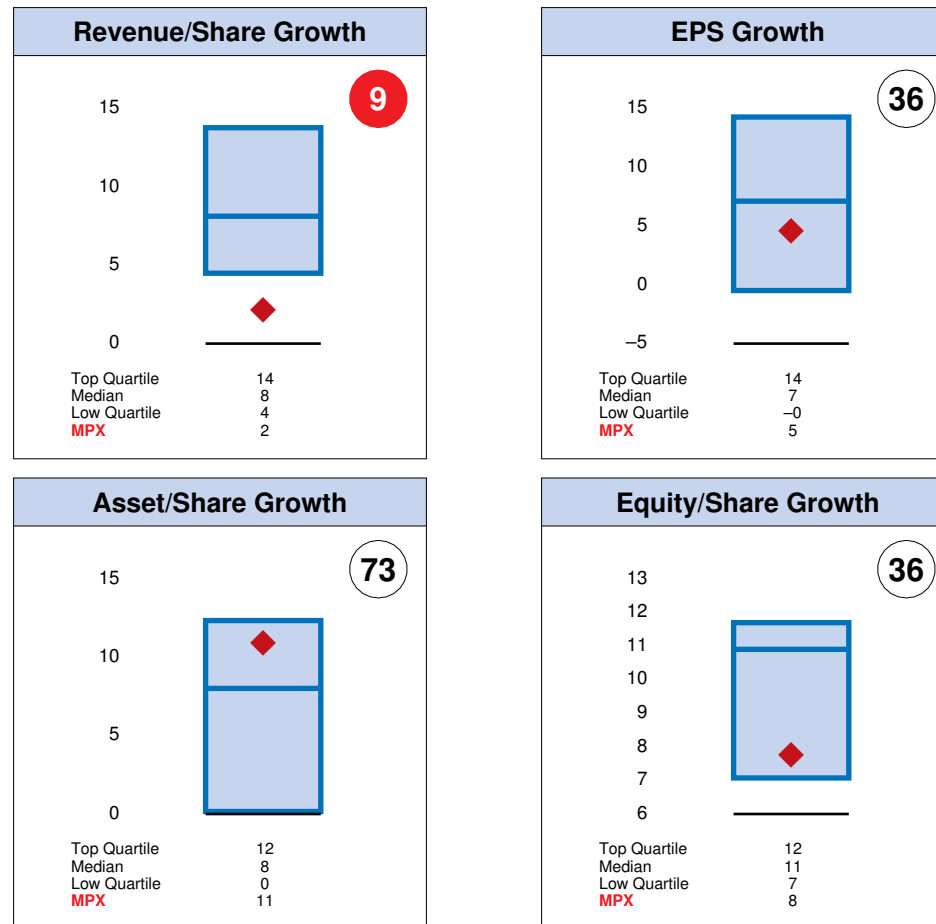 Revenue/Share Growth
9
15
10
5
0
Top Quartile 14
Median 8
Low Quartile 4
MPX 2
EPS Growth
36
15
10
5
0
–5
Top Quartile 14
Median 7
Low Quartile –0
MPX 5
Asset/Share Growth
73
15
10
5
0
Top Quartile 12
Median 8
Low Quartile 0
MPX 11
Equity/Share Growth
36
13
12
11
10
9
8
7
6
Top Quartile 12
Median 11
Low Quartile 7
MPX 8